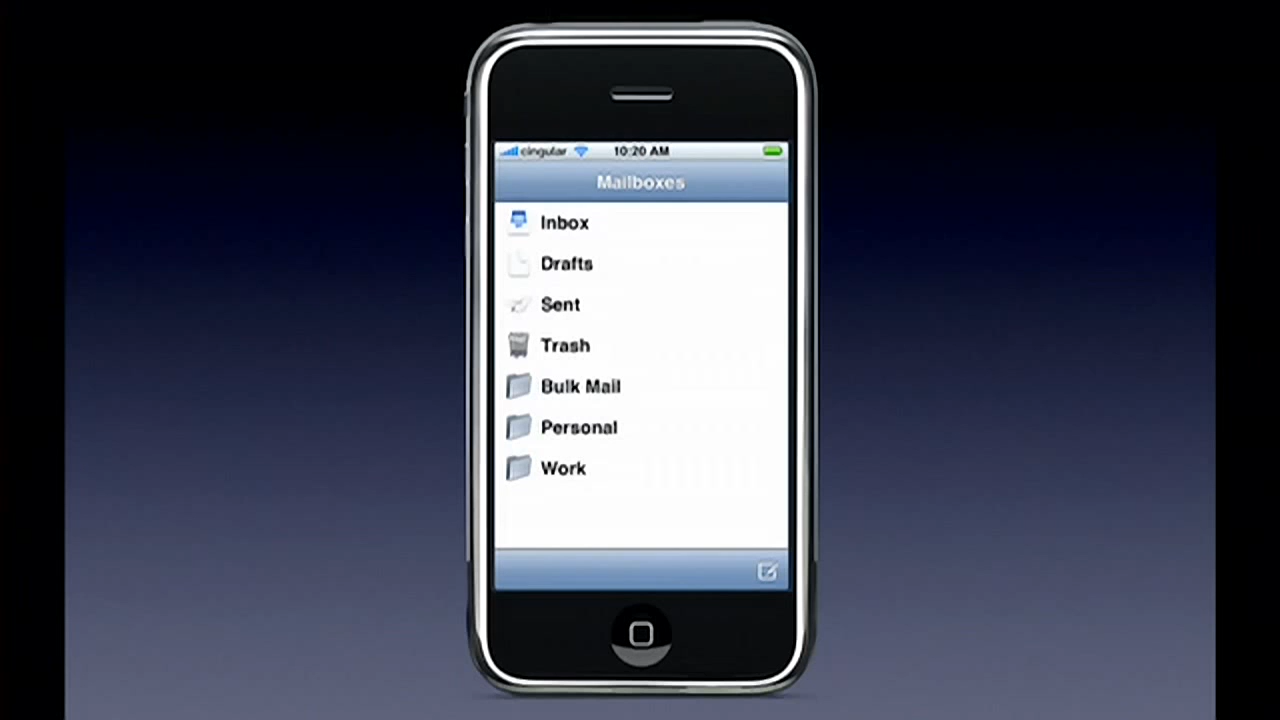 cingular 10:20 AM
Mailboxes
Inbox
Drafts
Sent
Trash
Bulk Mail
Personal
Work